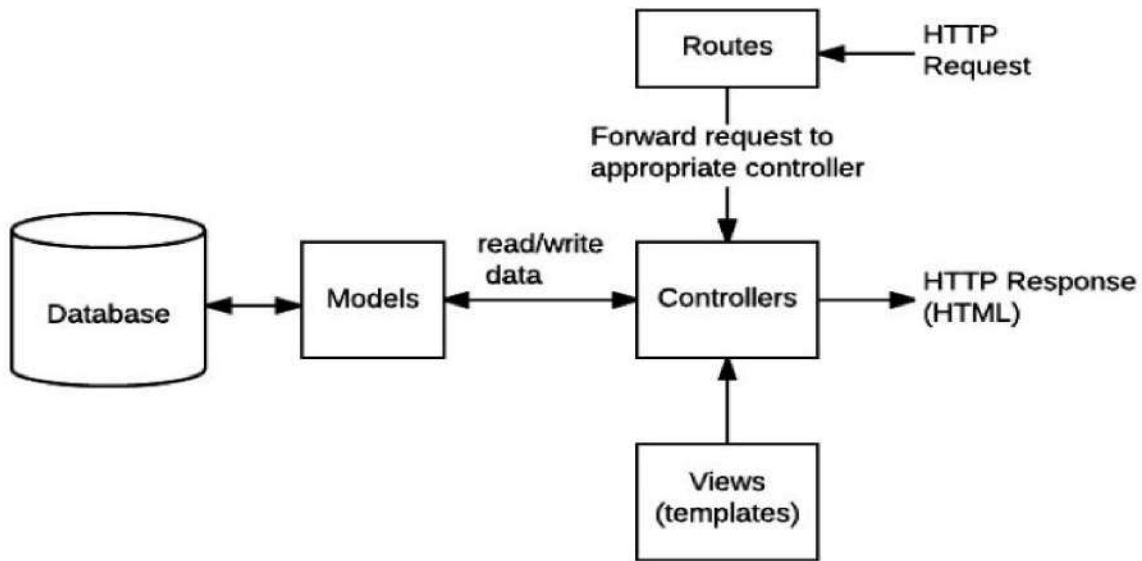 Routes
HTTP
Request
Forward request to
appropriate controller
read/write
data
Database
Models
Controllers
HTTP Response
(HTML)
Views
(templates)